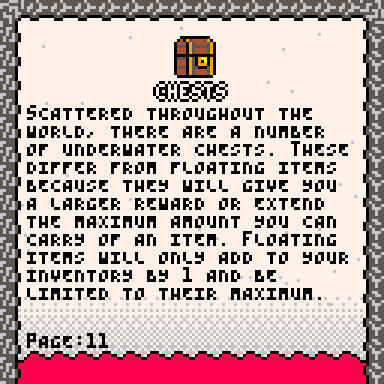 CHESTS
SCATTERED THROUGHOUT THE
WORLD, THERE ARE A NUMBER
OF UNDERWATER CHESTS. THESE
DIFFER FROM FLOATING ITEMS
BECAUSE THEY WILL GIVE YOU
A LARGER REWARD OR EXTEND
THE MAXIMUM AMOUNT YOU CAN
CARRY OF AN ITEM. FLOATING
ITEMS WILL ONLY ADD TO YOUR
INVENTORY BY 1 AND BE
LIMITED TO THEIR MAXIMUM.
PAGE:11